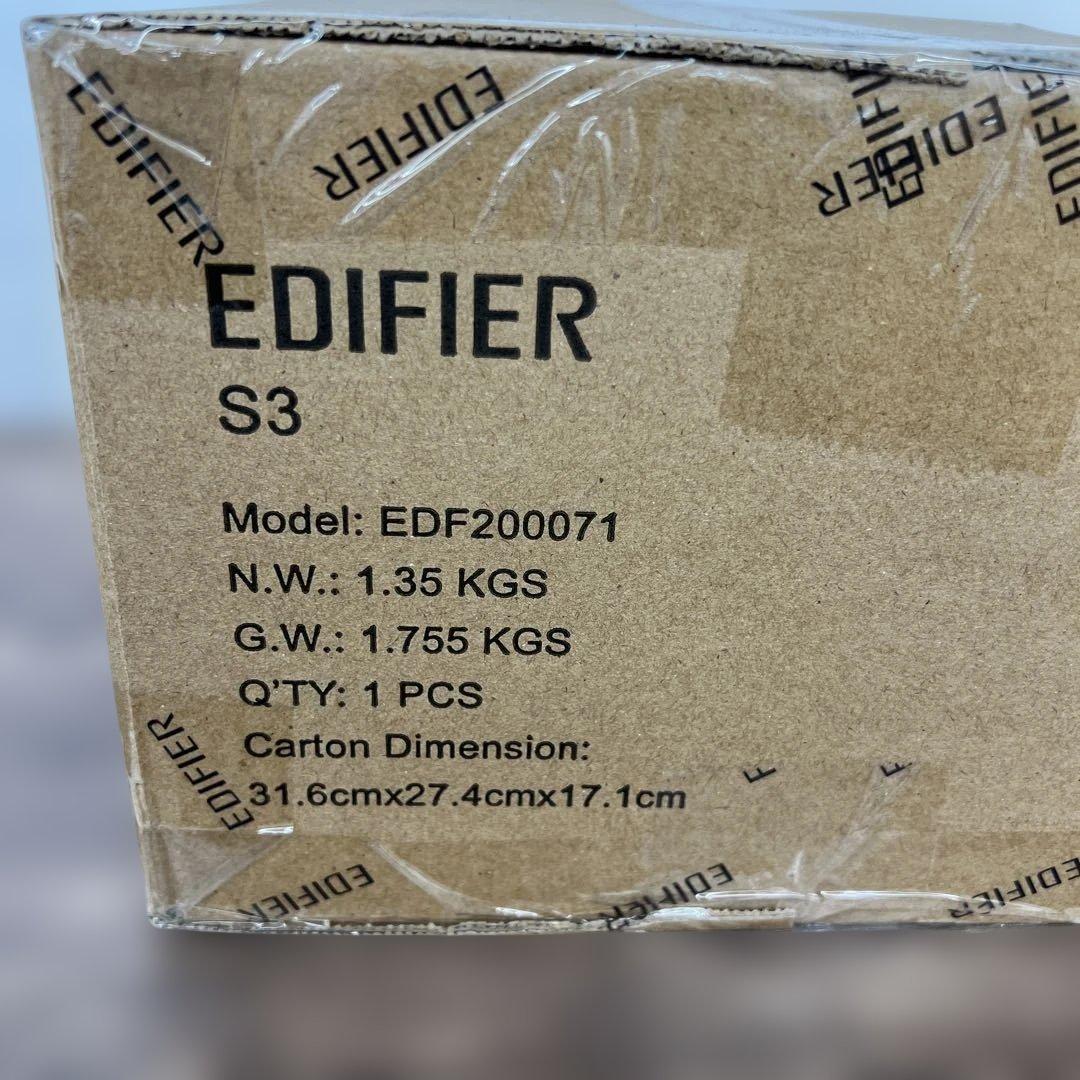 EDIFIER
EDIFIER
EDIFIER
EDIFIER
EDIFIER
S3
Model: EDF200071
N.W.: 1.35 KGS
G.W.: 1.755 KGS
Q'TY: 1 PCS
Carton Dimension:
31.6cmx27.4cmx17.1cm
EDIFIER
EDIFIER
EDIFIER
EDIFIER